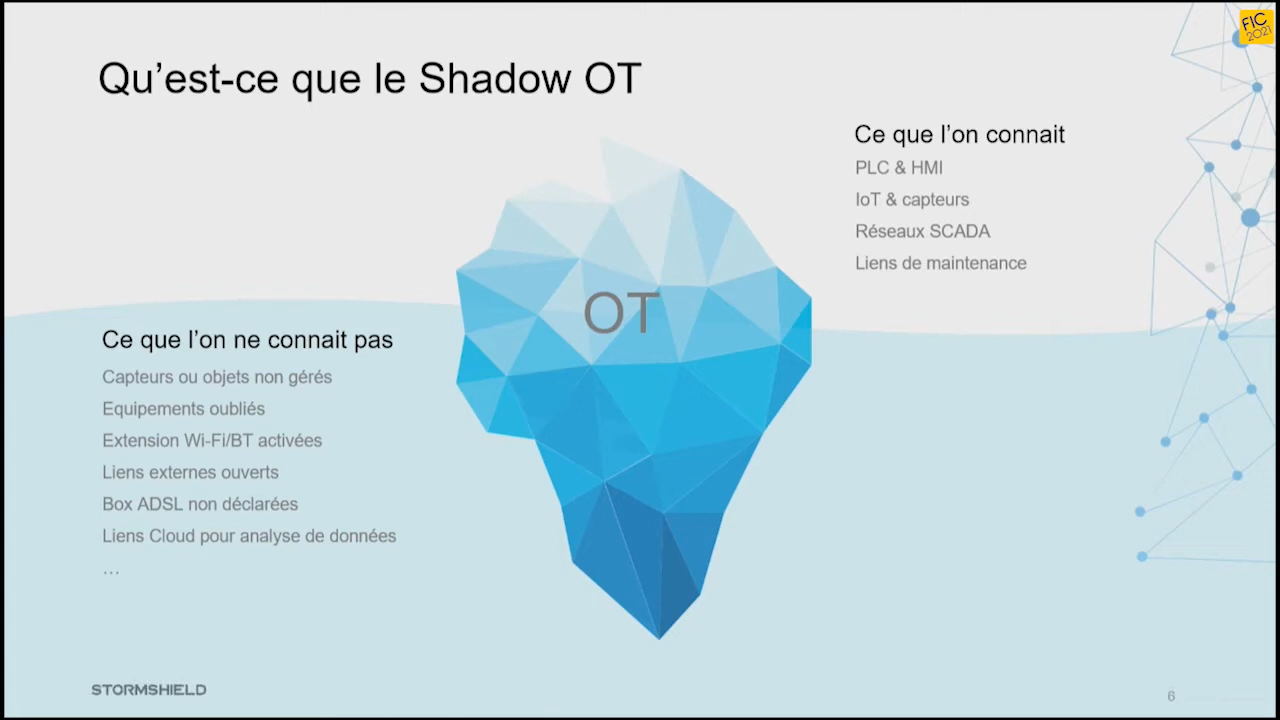 FIC
2021
Qu’est-ce que le Shadow OT
Ce que l’on connait
PLC & HMI
IoT & capteurs
Réseaux SCADA
Liens de maintenance
OT
Ce que l’on ne connait pas
Capteurs ou objets non gérés
Equipements oubliés
Extension Wi-Fi/BT activées
Liens externes ouverts
Box ADSL non déclarées
Liens Cloud pour analyse de données
…
STORMSHIELD
6